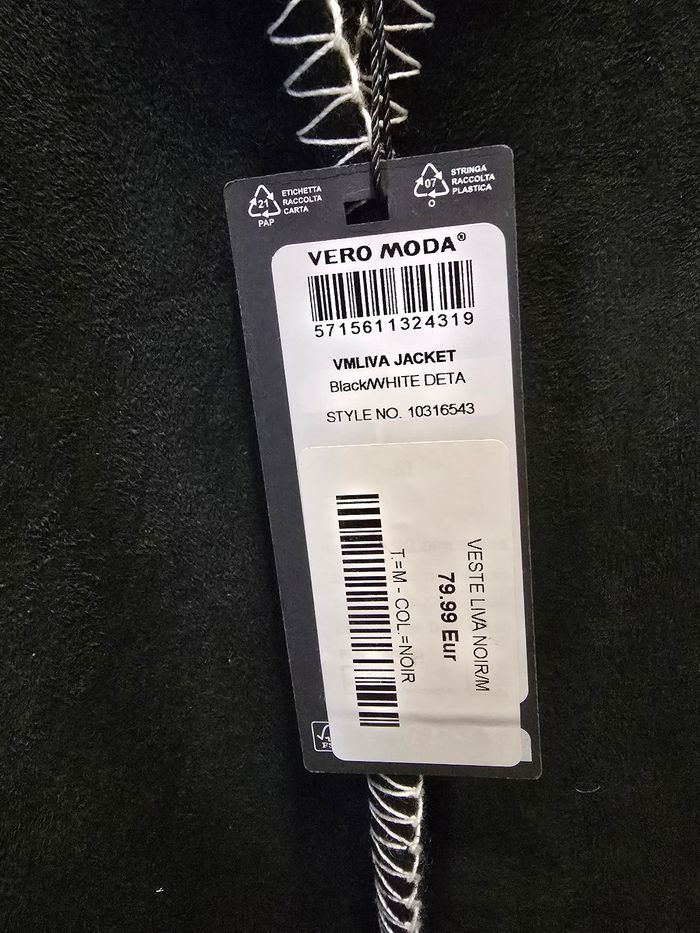 21
PAP
ETICHETTA
RACCOLTA
CARTA
07
O
STRINGA
RACCOLTA
PLASTICA
VERO MODA®
5715611324319
VMLIVA JACKET
Black/WHITE DETA
STYLE NO. 10316543
VESTE LIVA NOIR/M
79.99 Eur
T.=M - COL.=NOIR